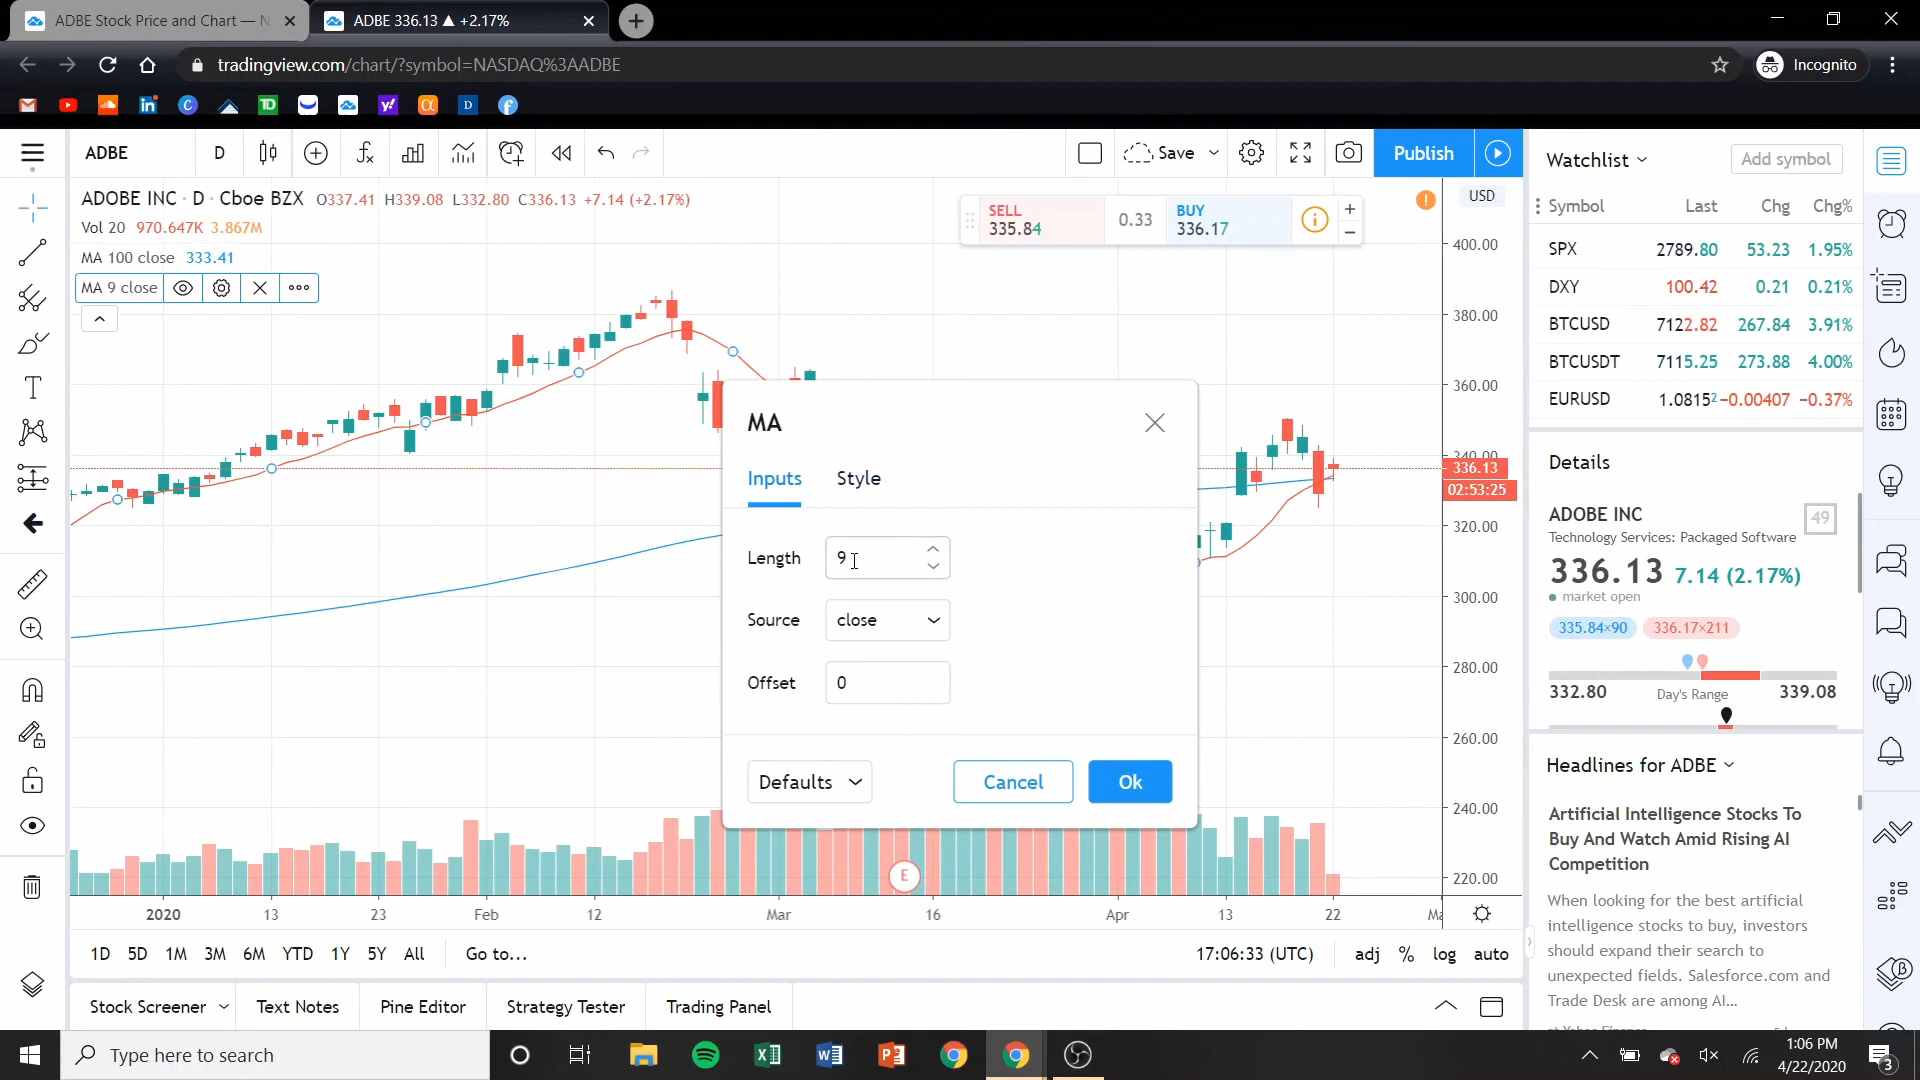 ADBE Stock Price and Chart — N
ADBE 336.13 ▲ +2.17%
tradingview.com/chart/?symbol=NASDAQ%3AADBE
Incognito
ADBE
D
Save
Publish
ADOBE INC · D · Cboe BZX O337.41 H339.08 L332.80 C336.13 +7.14 (+2.17%)
Vol 20 970.647K 3.867M
MA 100 close 333.41
MA 9 close
SELL
335.84
0.33
BUY
336.17
USD
400.00
380.00
360.00
340.00
336.13
02:53:25
320.00
300.00
280.00
260.00
240.00
220.00
MA
Inputs Style
Length 9
Source close
Offset 0
Defaults Cancel Ok
E
2020 13 23 Feb 12 Mar 16 Apr 13 22
1D 5D 1M 3M 6M YTD 1Y 5Y All Go to...
17:06:33 (UTC) adj % log auto
Stock Screener Text Notes Pine Editor Strategy Tester Trading Panel
Watchlist Add symbol
Symbol Last Chg Chg%
SPX 2789.80 53.23 1.95%
DXY 100.42 0.21 0.21%
BTCUSD 7122.82 267.84 3.91%
BTCUSDT 7115.25 273.88 4.00%
EURUSD 1.08152 −0.00407 −0.37%
Details
ADOBE INC 49
Technology Services: Packaged Software
336.13 7.14 (2.17%)
market open
335.84×90 336.17×211
332.80 Day's Range 339.08
Headlines for ADBE
Artificial Intelligence Stocks To
Buy And Watch Amid Rising AI
Competition
When looking for the best artificial
intelligence stocks to buy, investors
should expand their search to
unexpected fields. Salesforce.com and
Trade Desk are among AI...
Type here to search
1:06 PM
4/22/2020
3